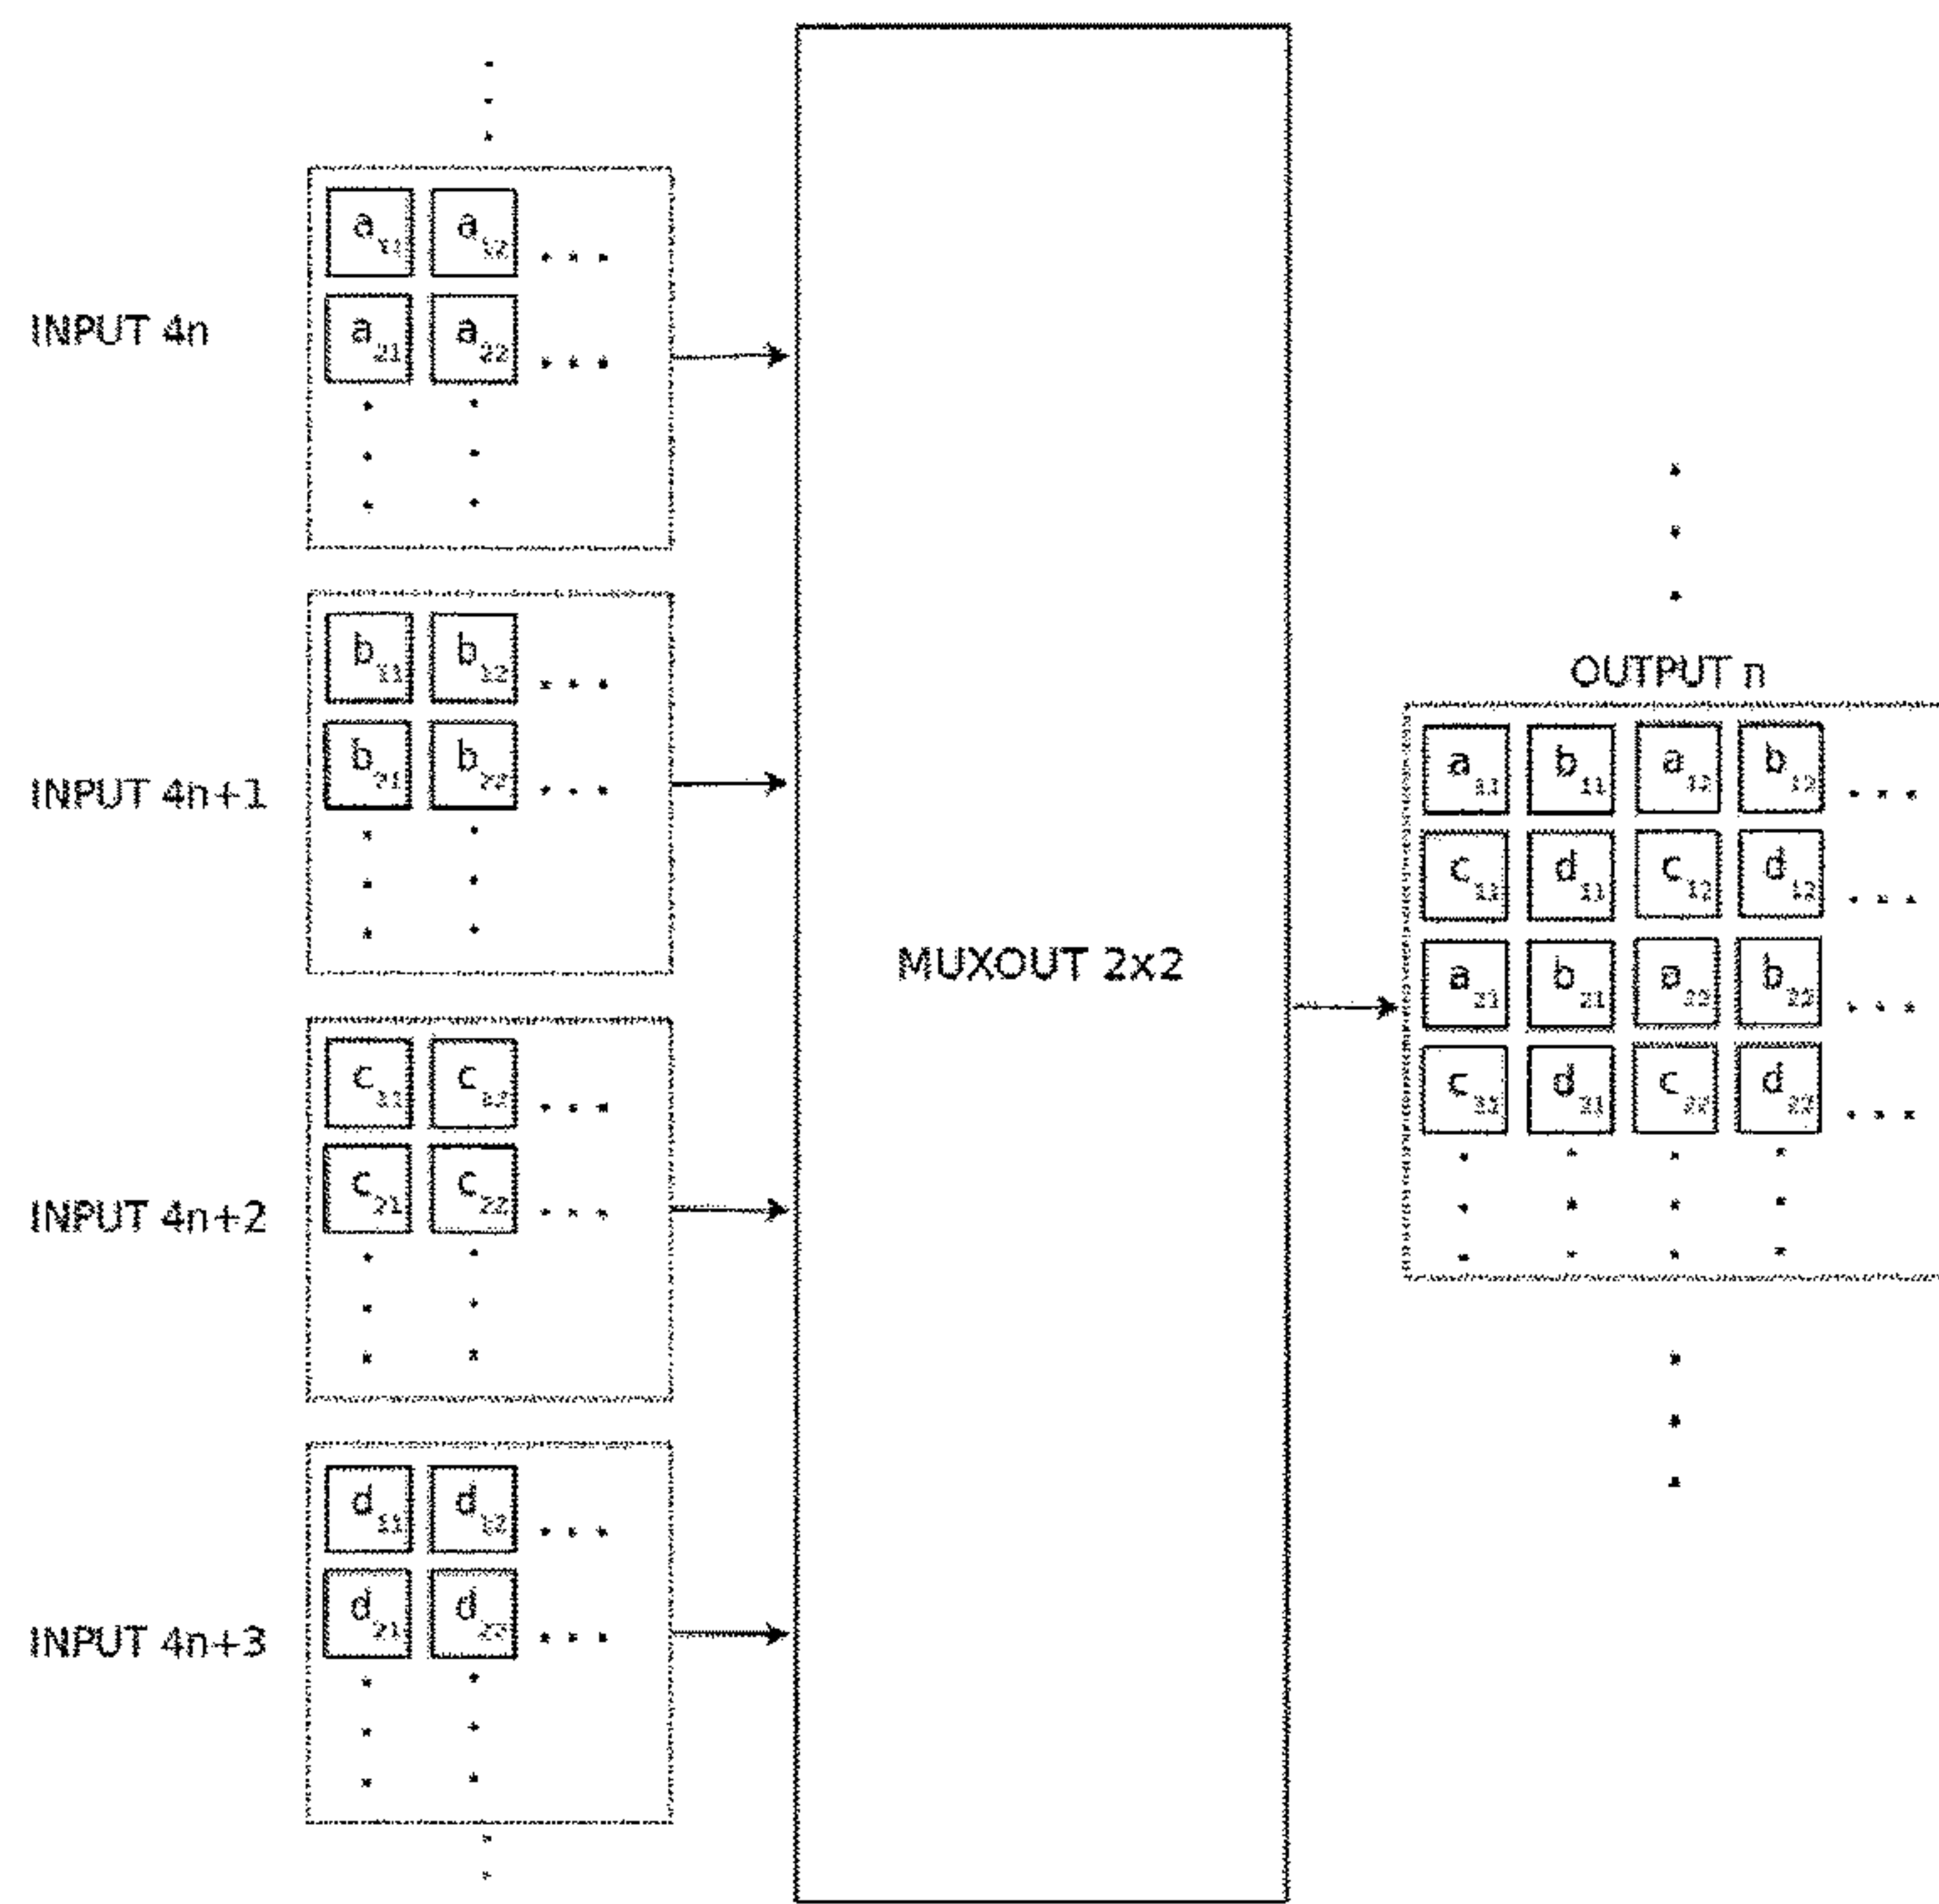 a11 a12 ...
INPUT 4n
a21 a22 ...
b11 b12 ...
INPUT 4n+1
b21 b22 ...
c11 c12 ...
INPUT 4n+2
c21 c22 ...
d11 d12 ...
INPUT 4n+3
d21 d22 ...
MUXOUT 2x2
OUTPUT n
a11 b11 a12 b12 ...
c11 d11 c12 d12 ...
a21 b21 a22 b22 ...
c21 d21 c22 d22 ...